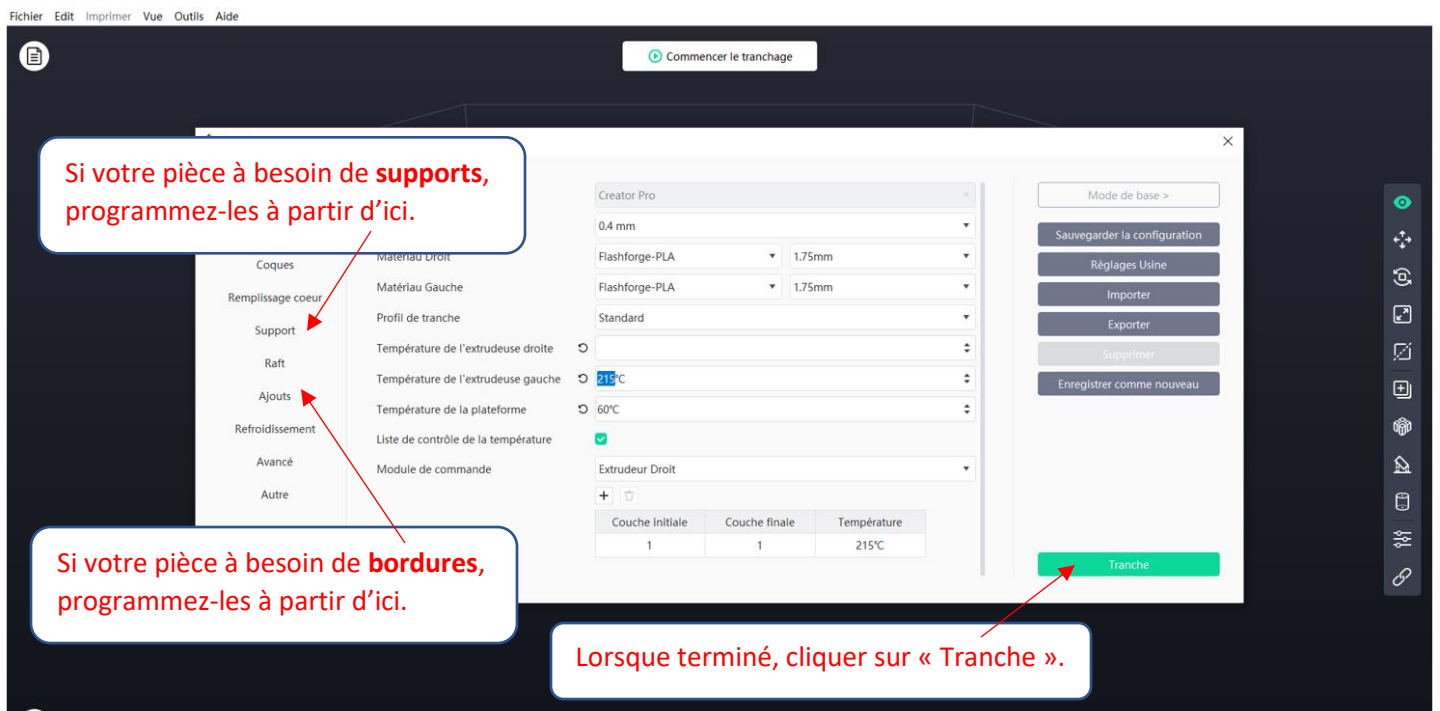 Fichier Edit Imprimer Vue Outils Aide
Commencer le tranchage
Si votre pièce à besoin de supports,
programmez-les à partir d’ici.
Creator Pro
Mode de base >
0.4 mm
Sauvegarder la configuration
Coques
Matériau Droit
Flashforge-PLA
1.75mm
Réglages Usine
Remplissage coeur
Matériau Gauche
Flashforge-PLA
1.75mm
Importer
Support
Profil de tranche
Standard
Exporter
Raft
Température de l'extrudeuse droite
Supprimer
Ajouts
Température de l'extrudeuse gauche
215°C
Enregistrer comme nouveau
Refroidissement
Température de la plateforme
60°C
Liste de contrôle de la température
Avancé
Module de commande
Extrudeur Droit
Autre
Couche Initiale Couche finale Température
1 1 215°C
Si votre pièce à besoin de bordures,
programmez-les à partir d’ici.
Tranche
Lorsque terminé, cliquer sur « Tranche ».